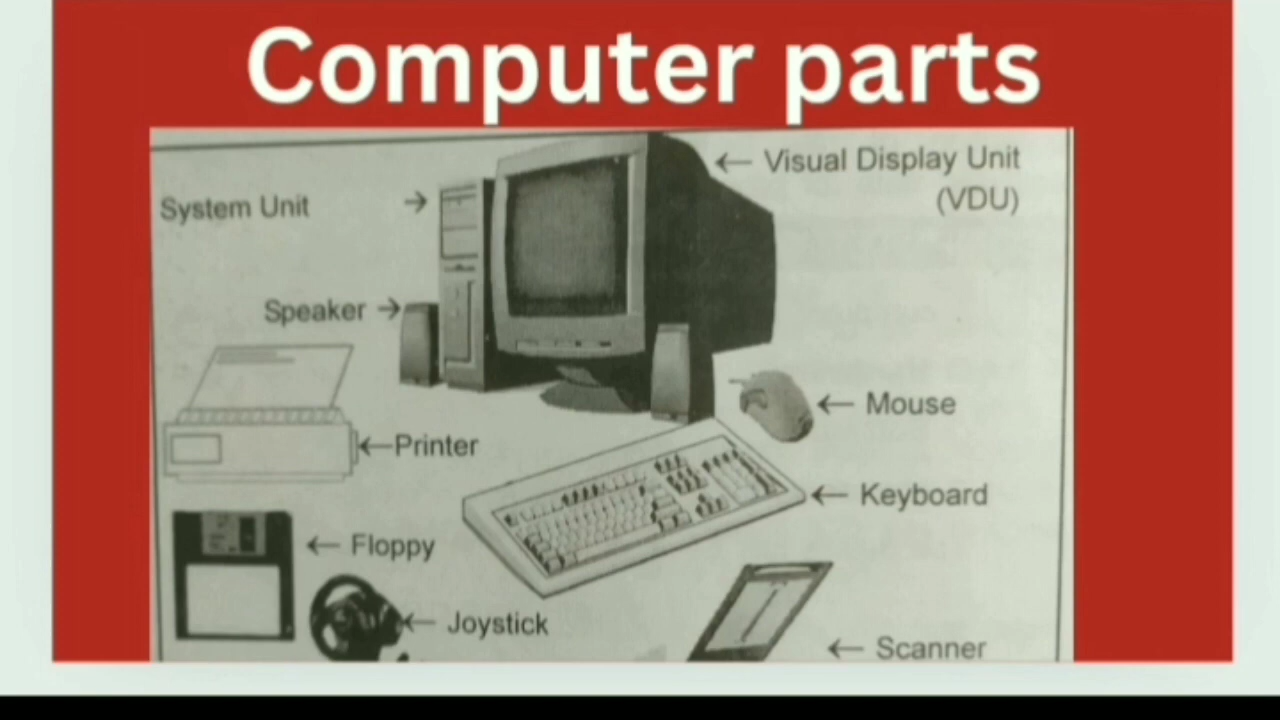 Computer parts
Visual Display Unit
(VDU)
System Unit
Speaker
Mouse
Printer
Keyboard
Floppy
Joystick
Scanner